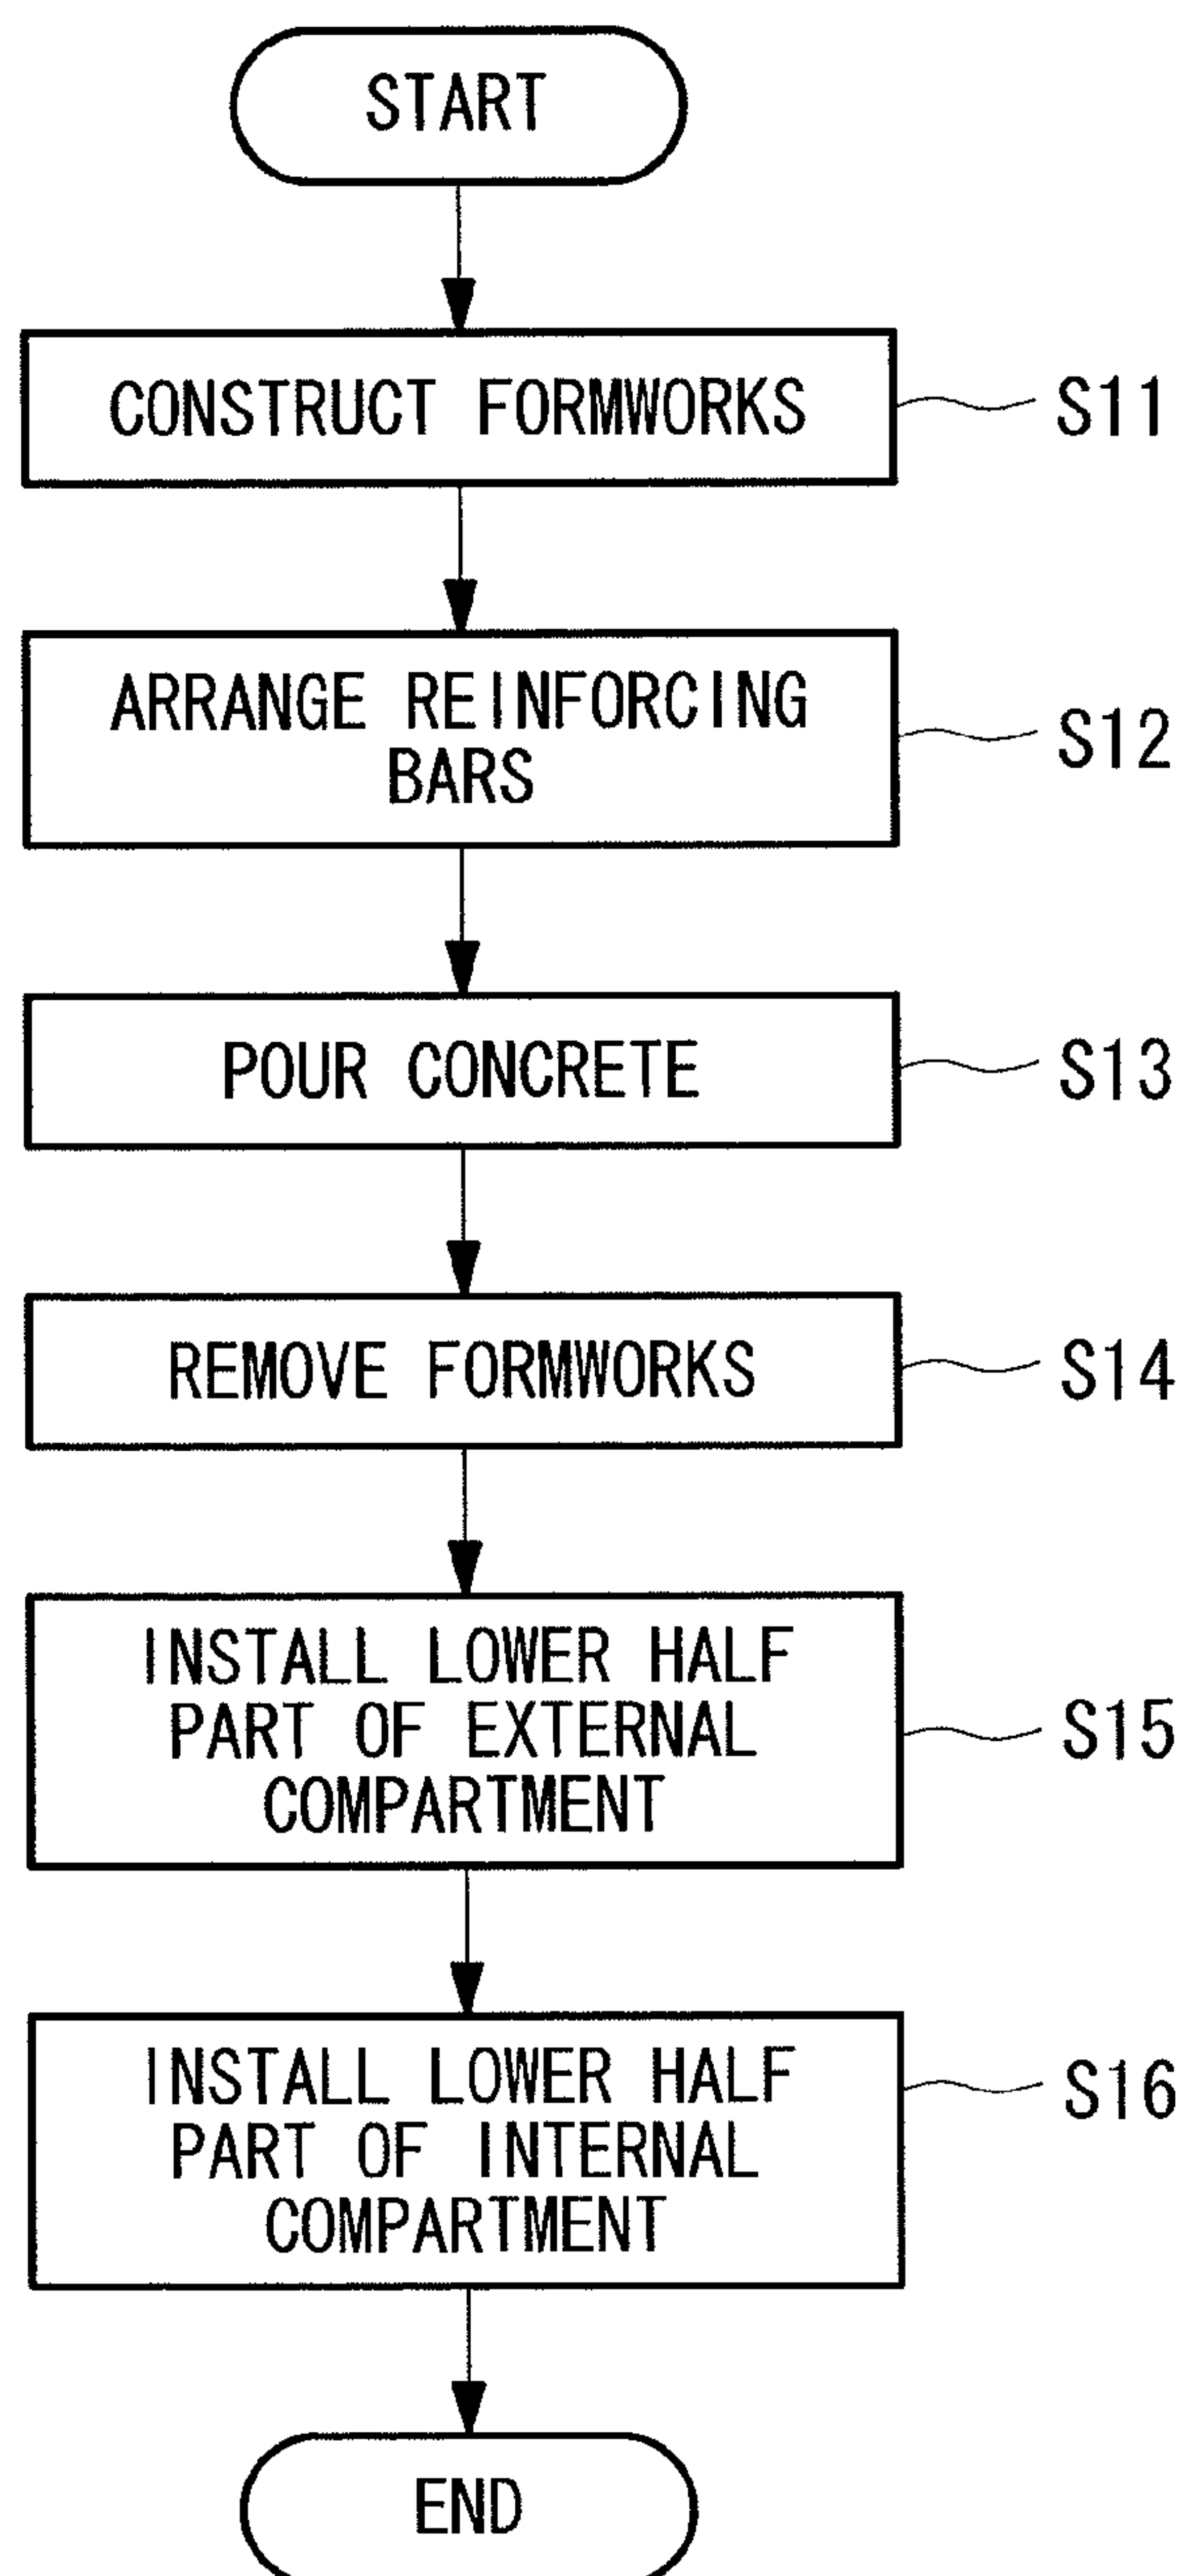 START
CONSTRUCT FORMWORKS
S11
ARRANGE REINFORCING
BARS
S12
POUR CONCRETE
S13
REMOVE FORMWORKS
S14
INSTALL LOWER HALF
PART OF EXTERNAL
COMPARTMENT
S15
INSTALL LOWER HALF
PART OF INTERNAL
COMPARTMENT
S16
END